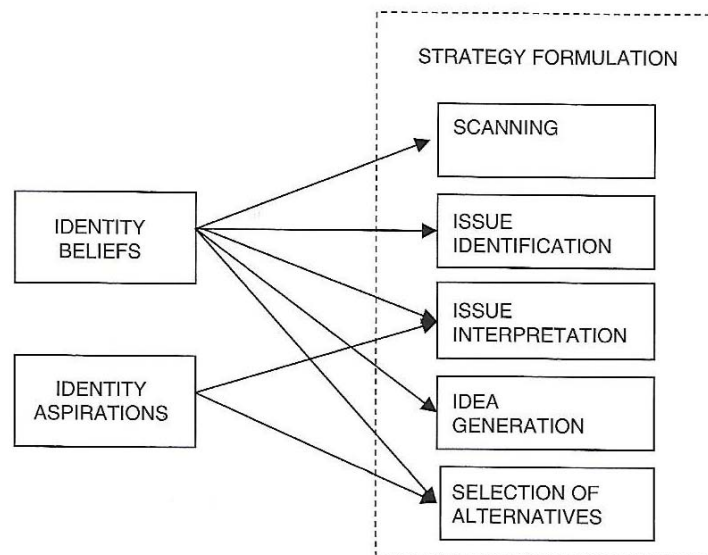 STRATEGY FORMULATION
SCANNING
IDENTITY
BELIEFS
ISSUE
IDENTIFICATION
ISSUE
INTERPRETATION
IDENTITY
ASPIRATIONS
IDEA
GENERATION
SELECTION OF
ALTERNATIVES